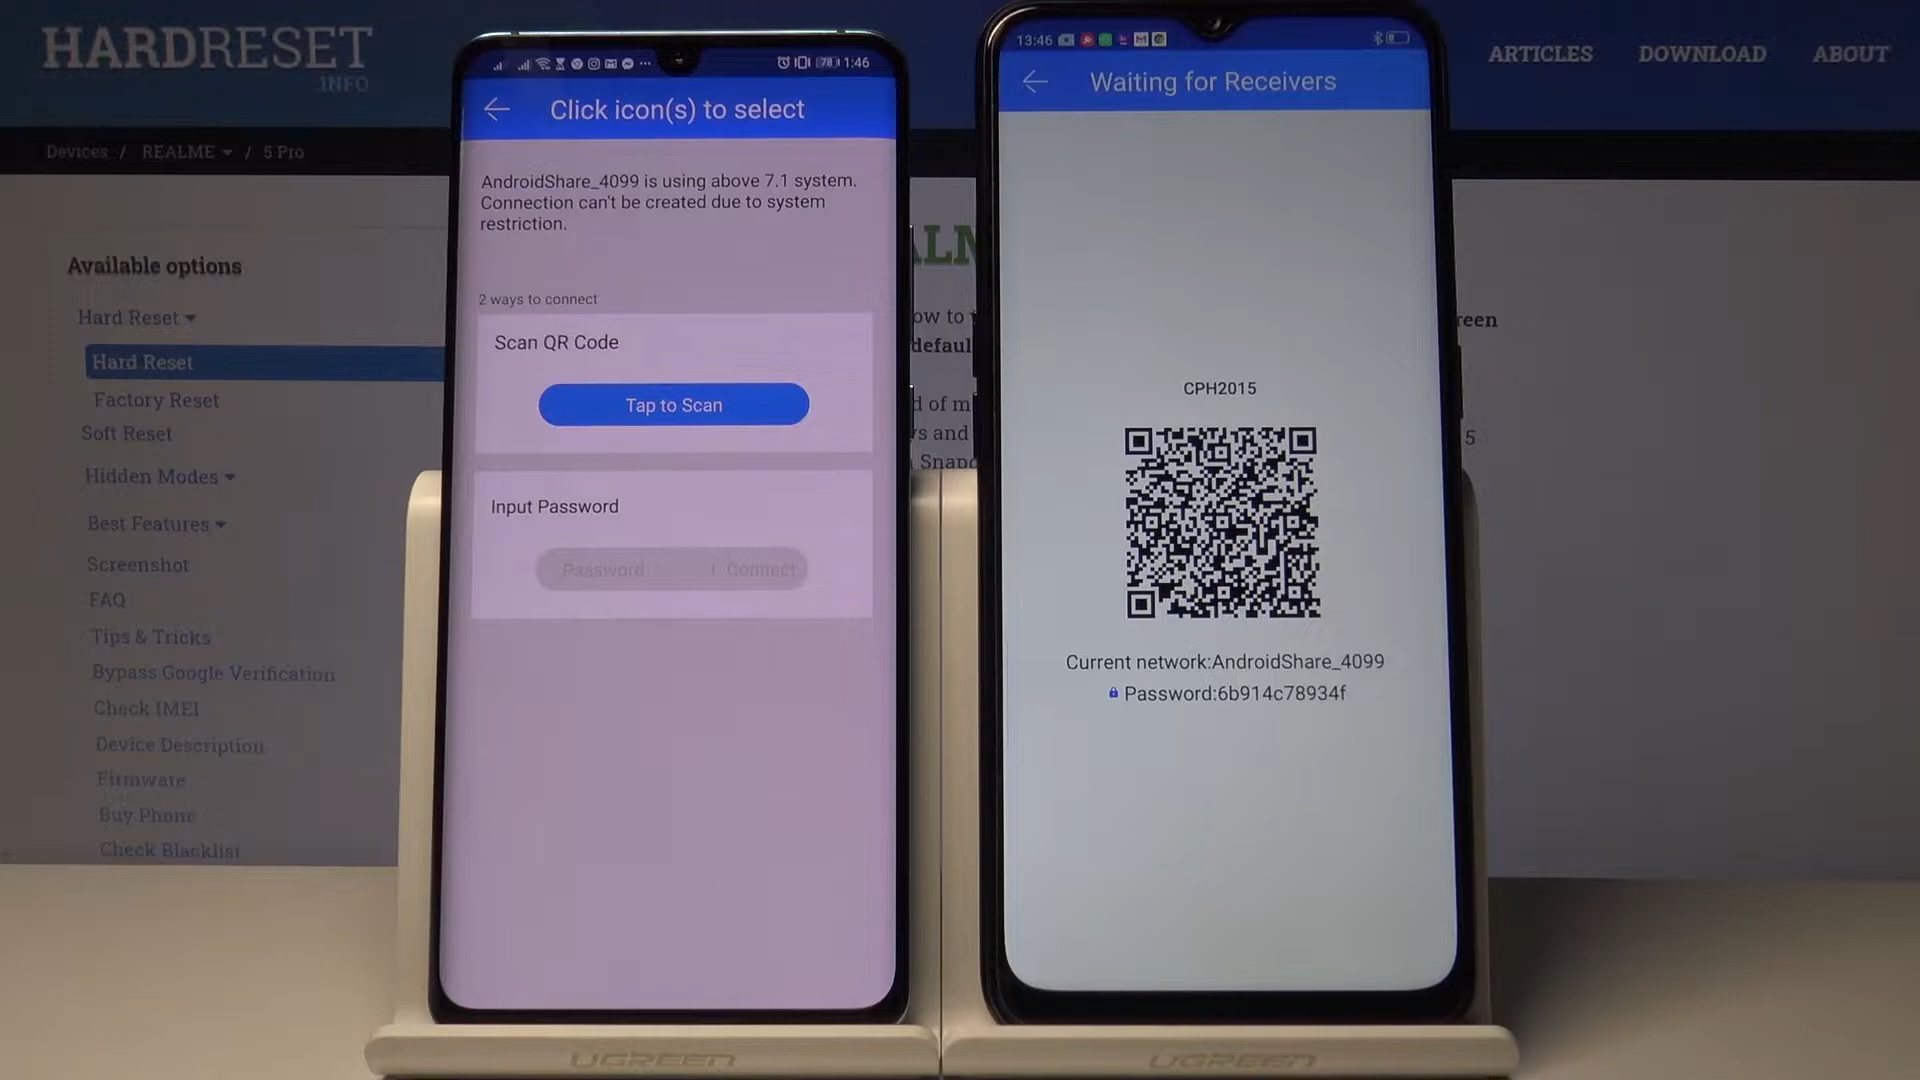 HARDRESET
.INFO
ARTICLES DOWNLOAD ABOUT
Devices / REALME / 5 Pro
Available options
Hard Reset
Hard Reset
Factory Reset
Soft Reset
Hidden Modes
Best Features
Screenshot
FAQ
Tips & Tricks
Bypass Google Verification
Check IMEI
Device Description
Firmware
Buy Phone
Check Blacklist
78 1:46
Click icon(s) to select
AndroidShare_4099 is using above 7.1 system.
Connection can't be created due to system
restriction.
2 ways to connect
Scan QR Code
Tap to Scan
Input Password
Password Connect
13:46
Waiting for Receivers
CPH2015
Current network:AndroidShare_4099
Password:6b914c78934f
UGREEN
UGREEN